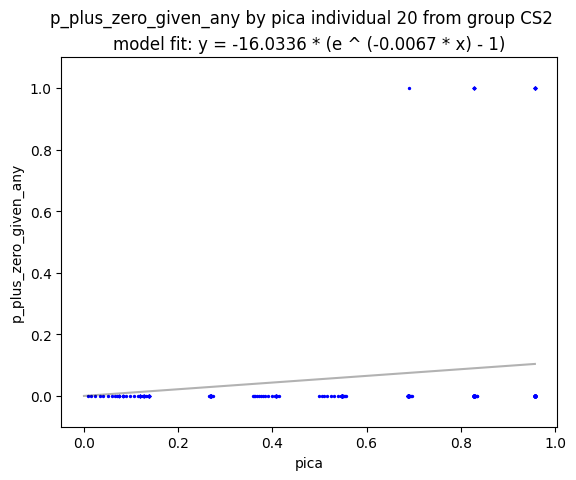 p_plus_zero_given_any by pica individual 20 from group CS2
model fit: y = -16.0336 * (e ^ (-0.0067 * x) - 1)
1.0
0.8
0.6
0.4
0.2
0.0
p_plus_zero_given_any
0.0 0.2 0.4 0.6 0.8 1.0
pica